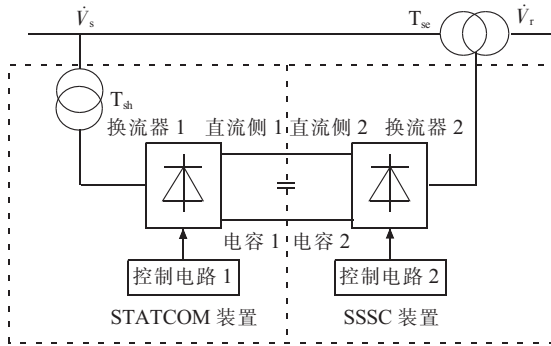 V̇s Tse V̇r
Tsh
换流器 1 直流侧 1 直流侧 2 换流器 2
电容 1 电容 2
控制电路 1 控制电路 2
STATCOM 装置 SSSC 装置